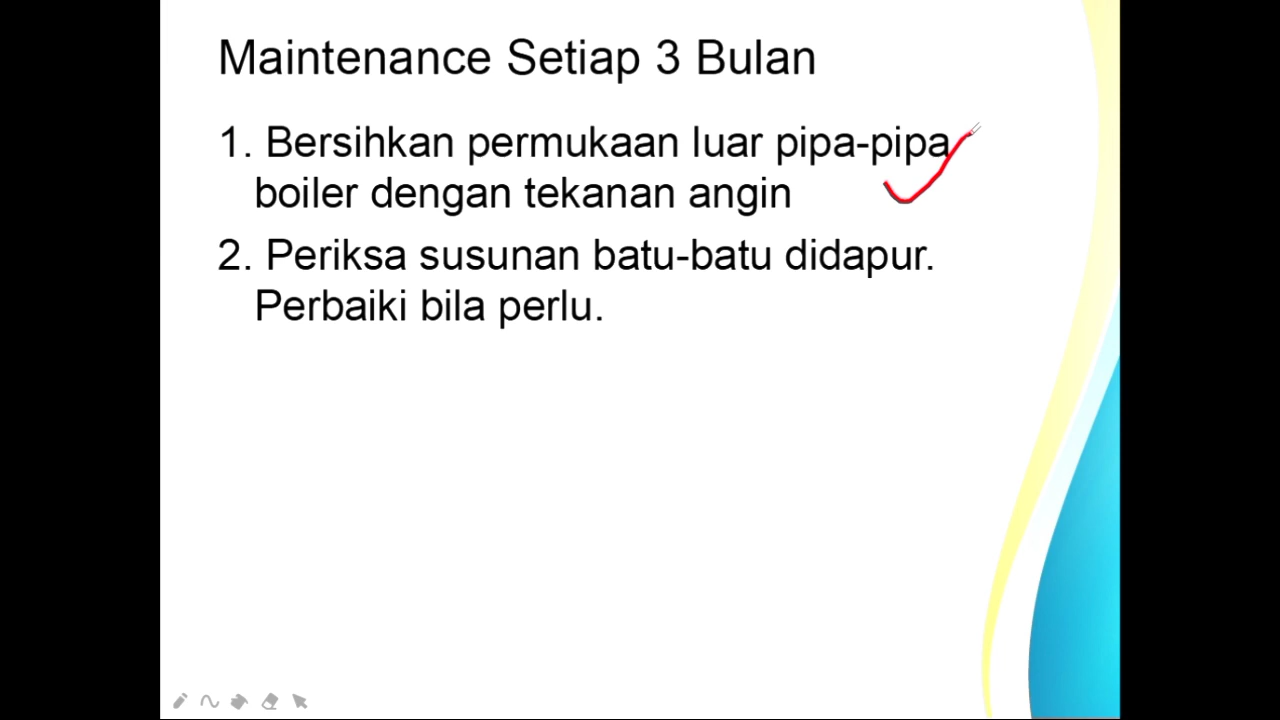 Maintenance Setiap 3 Bulan
1. Bersihkan permukaan luar pipa-pipa
boiler dengan tekanan angin
2. Periksa susunan batu-batu didapur.
Perbaiki bila perlu.